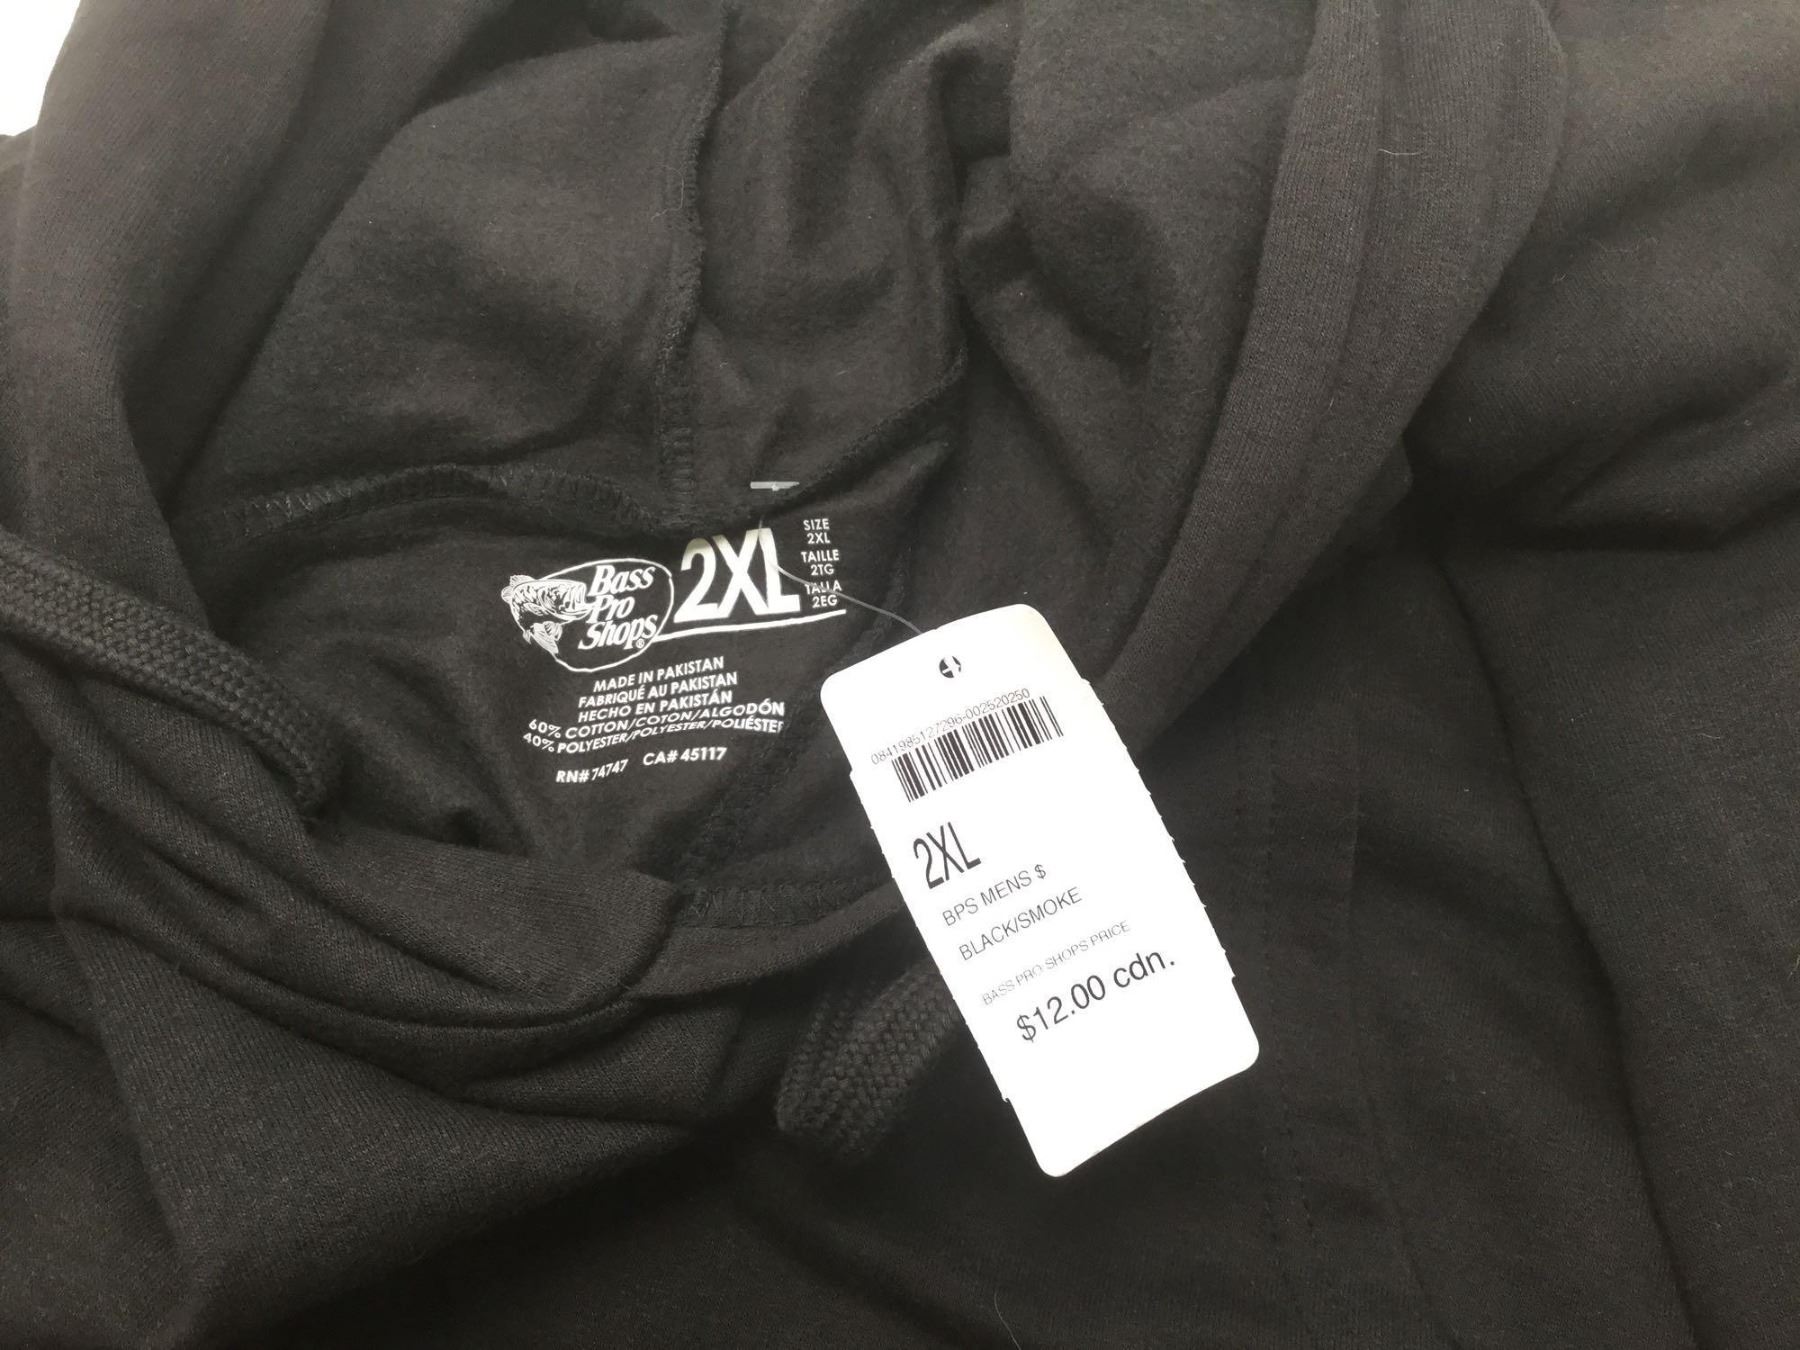 Bass
Pro
Shops®
2XL
SIZE
2XL
TAILLE
2TG
TALLA
2EG
MADE IN PAKISTAN
FABRIQUÉ AU PAKISTAN
HECHO EN PAKISTÁN
60% COTTON/COTON/ALGODÓN
40% POLYESTER/POLYESTER/POLIÉSTER
RN# 74747 CA# 45117
0841985127296-002520250
2XL
BPS MENS $
BLACK/SMOKE
BASS PRO SHOPS PRICE
$12.00 cdn.